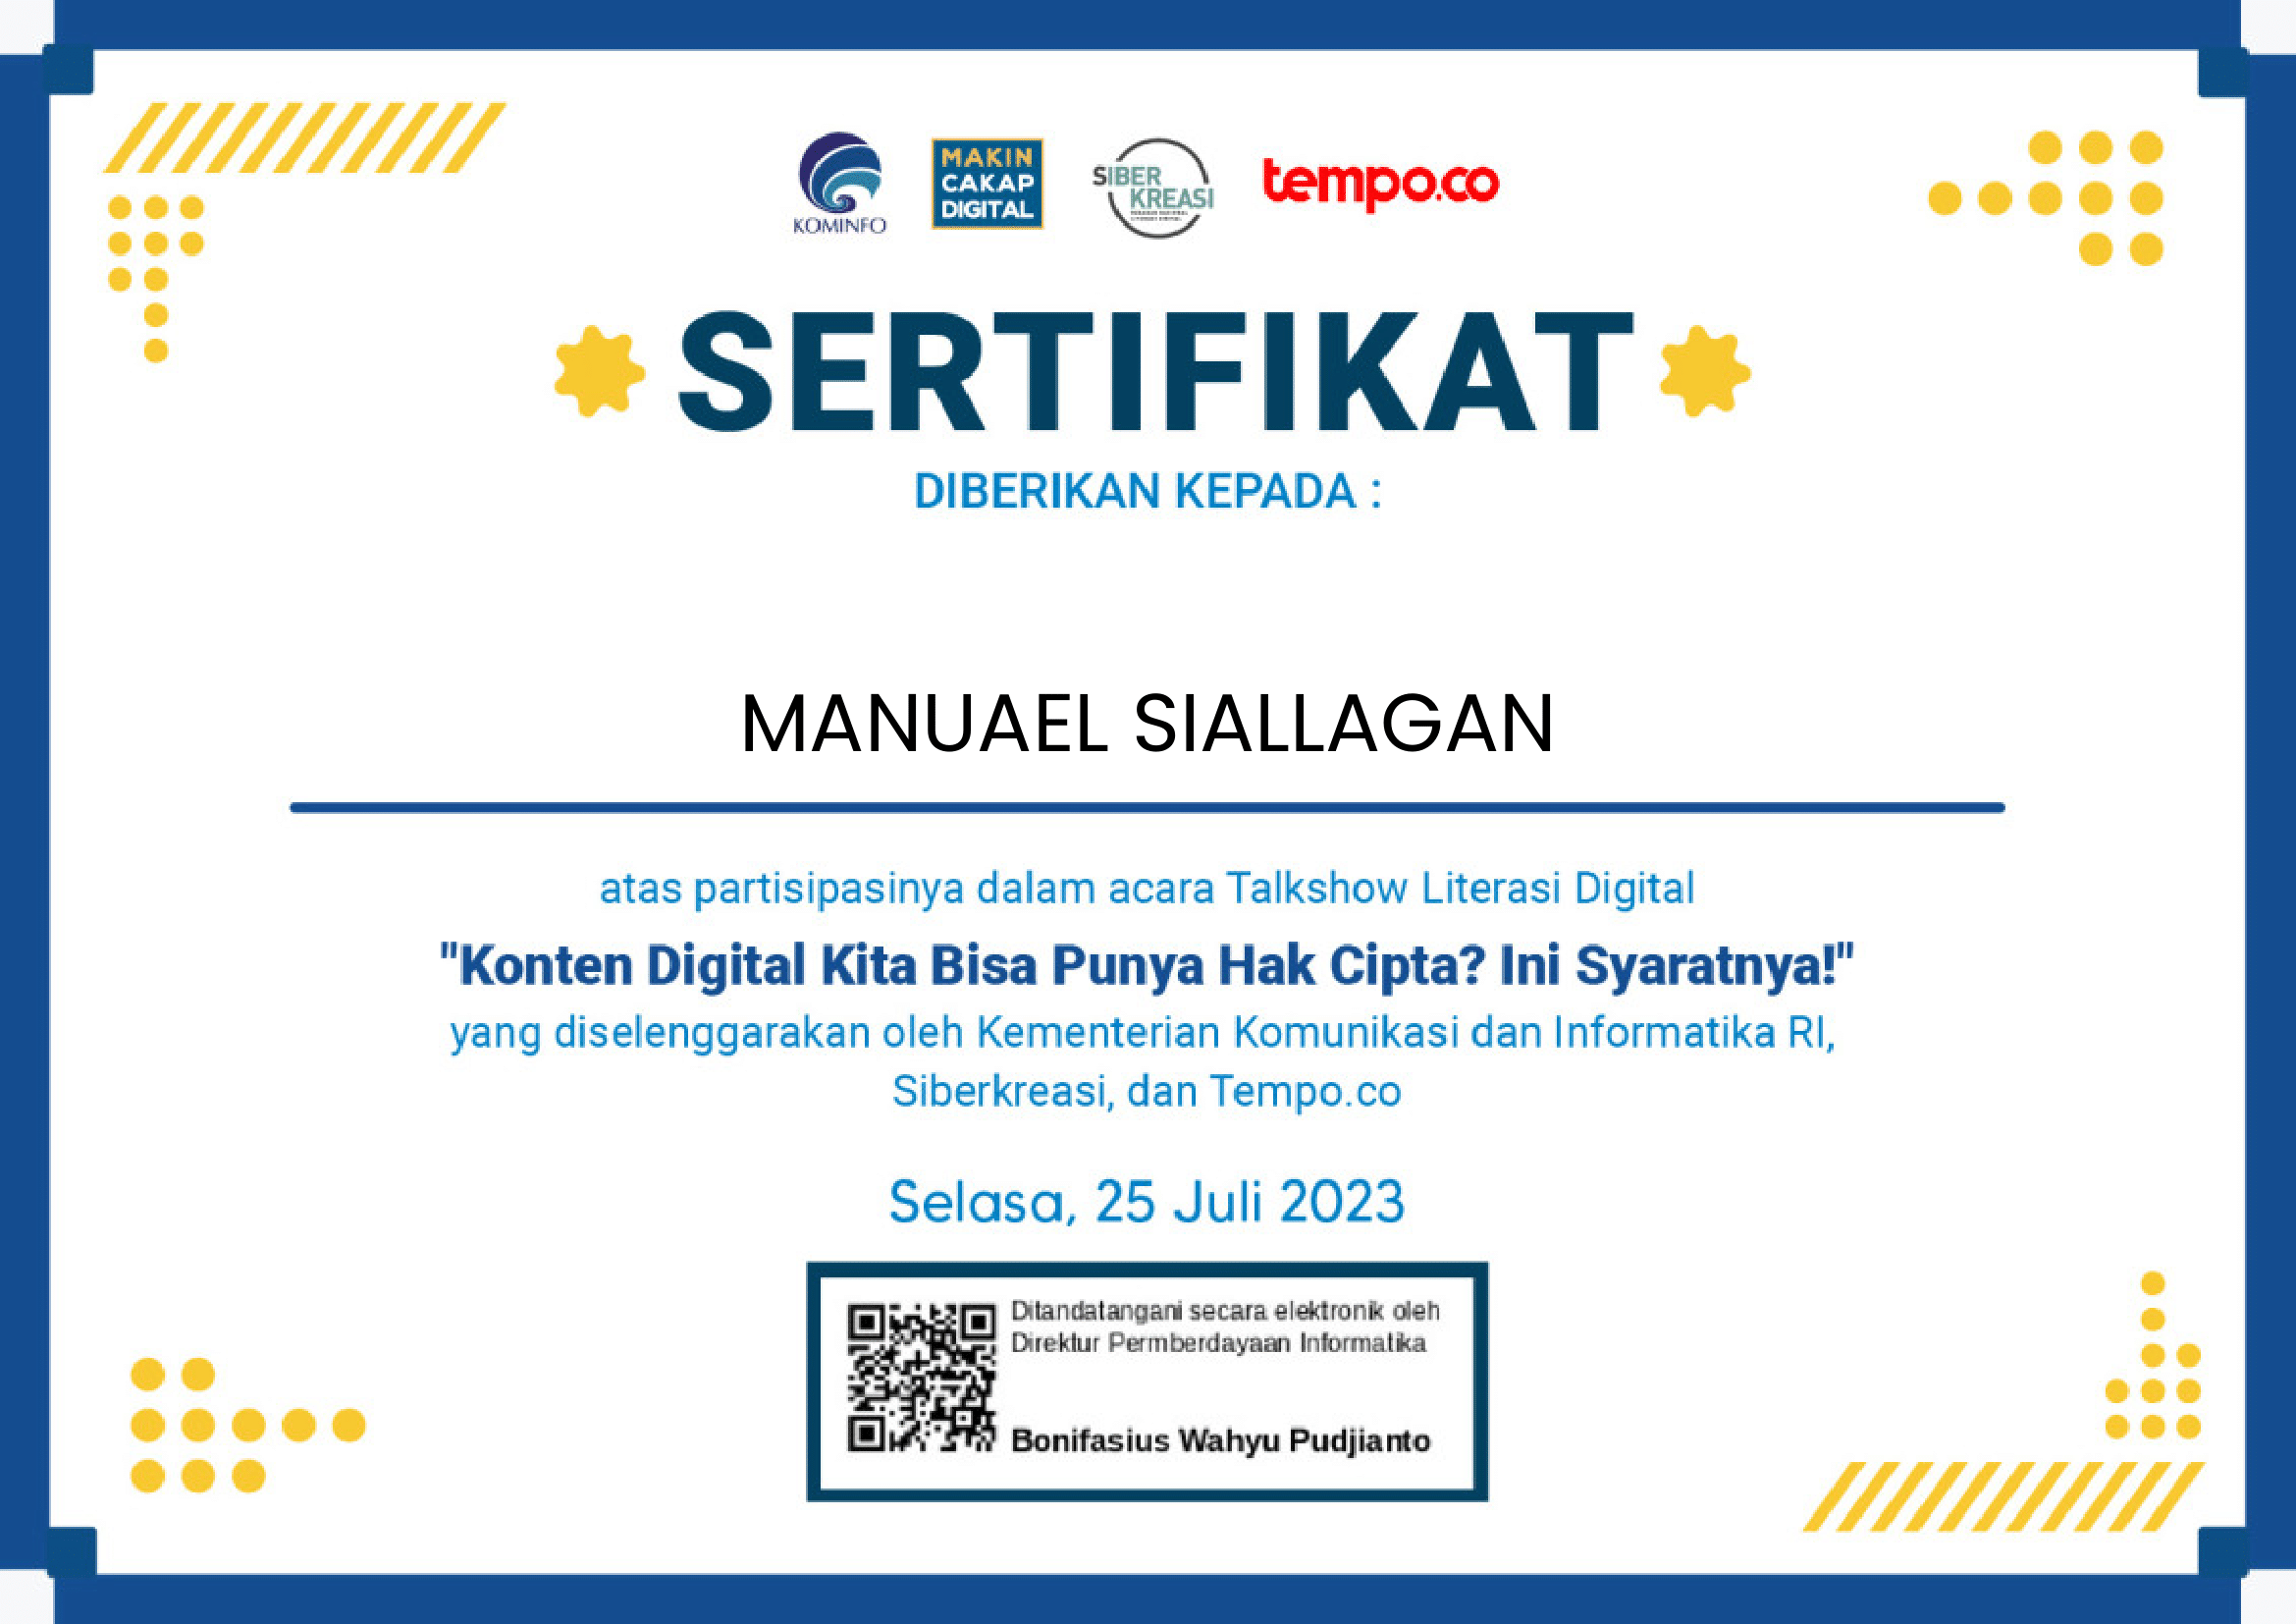 KOMINFO
MAKIN
CAKAP
DIGITAL
SIBER
KREASI
tempo.co
SERTIFIKAT
DIBERIKAN KEPADA :
MANUAEL SIALLAGAN
atas partisipasinya dalam acara Talkshow Literasi Digital
"Konten Digital Kita Bisa Punya Hak Cipta? Ini Syaratnya!"
yang diselenggarakan oleh Kementerian Komunikasi dan Informatika RI,
Siberkreasi, dan Tempo.co
Selasa, 25 Juli 2023
Ditandatangani secara elektronik oleh
Direktur Permberdayaan Informatika
Bonifasius Wahyu Pudjianto